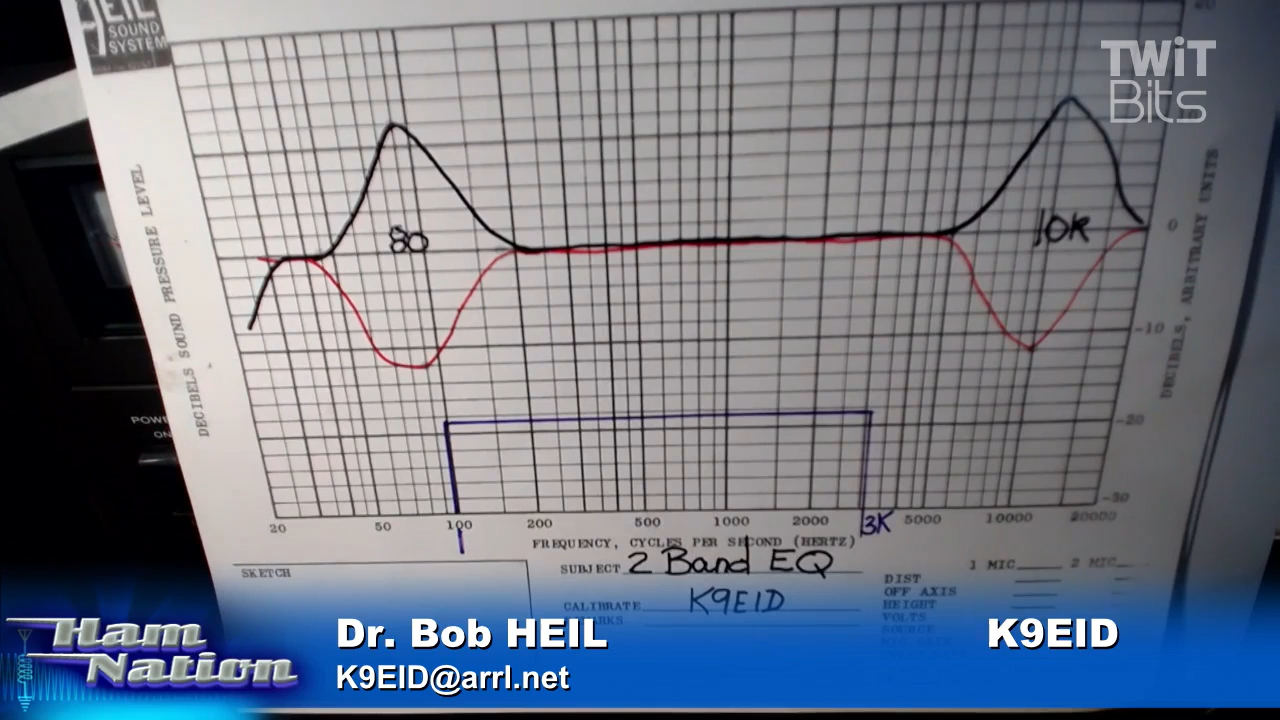 HEIL
SOUND
SYSTEM
TWiT
Bits
DECIBELS SOUND PRESSURE LEVEL
80
10K
0
-10
-20
-30
DECIBELS, ARBITRARY UNITS
POWE
ON
20 50 100 200 500 1000 2000 3K 5000 10000 20000
FREQUENCY, CYCLES PER SECOND (HERTZ)
SKETCH
SUBJECT 2 Band EQ
1 MIC 2 MIC
DIST
OFF AXIS
CALIBRATE K9EID
HEIGHT
VOLTS
SOURCE
Ham
Nation
Dr. Bob HEIL
K9EID
K9EID@arrl.net